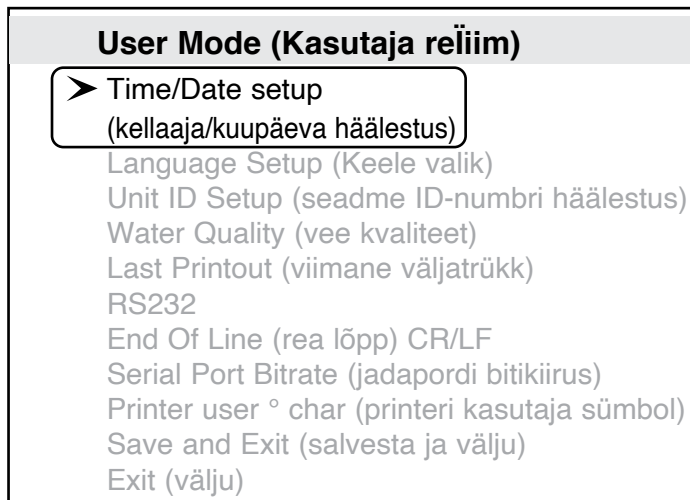 User Mode (Kasutaja reÏiim)
Time/Date setup
(kellaaja/kuupäeva häälestus)
Language Setup (Keele valik)
Unit ID Setup (seadme ID-numbri häälestus)
Water Quality (vee kvaliteet)
Last Printout (viimane väljatrükk)
RS232
End Of Line (rea lõpp) CR/LF
Serial Port Bitrate (jadapordi bitikiirus)
Printer user ° char (printeri kasutaja sümbol)
Save and Exit (salvesta ja välju)
Exit (välju)